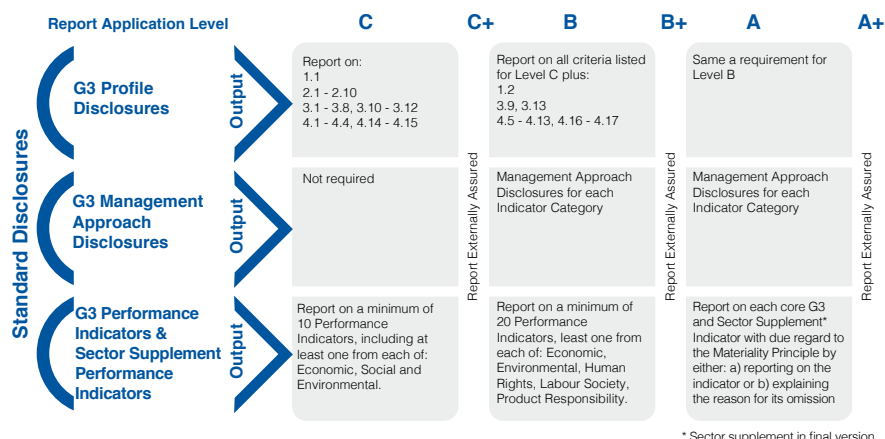 Report Application Level
C
C+
B
B+
A
A+
Standard Disclosures
G3 Profile
Disclosures
Output
Report on:
1.1
2.1 - 2.10
3.1 - 3.8, 3.10 - 3.12
4.1 - 4.4, 4.14 - 4.15
Report on all criteria listed
for Level C plus:
1.2
3.9, 3.13
4.5 - 4.13, 4.16 - 4.17
Same a requirement for
Level B
G3 Management
Approach
Disclosures
Output
Not required
Management Approach
Disclosures for each
Indicator Category
Management Approach
Disclosures for each
Indicator Category
G3 Performance
Indicators &
Sector Supplement
Performance
Indicators
Output
Report on a minimum of
10 Performance
Indicators, including at
least one from each of:
Economic, Social and
Environmental.
Report on a minimum of
20 Performance
Indicators, least one from
each of: Economic,
Environmental, Human
Rights, Labour Society,
Product Responsibility.
Report on each core G3
and Sector Supplement*
Indicator with due regard to
the Materiality Principle by
either: a) reporting on the
indicator or b) explaining
the reason for its omission
Report Externally Assured
Report Externally Assured
Report Externally Assured
* Sector supplement in final version